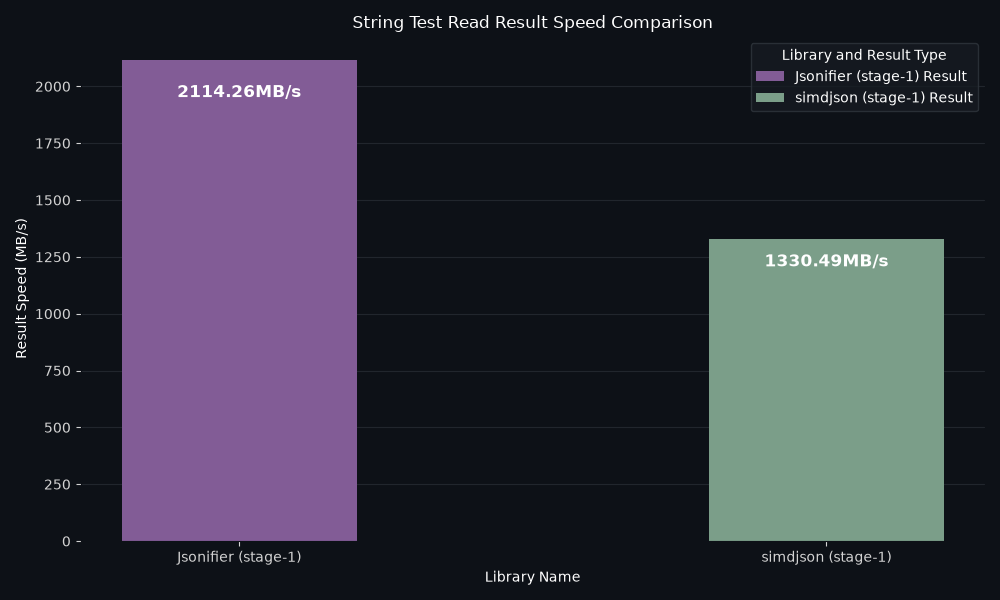 String Test Read Result Speed Comparison
Library and Result Type
Jsonifier (stage-1) Result
simdjson (stage-1) Result
2114.26MB/s
1330.49MB/s
Result Speed (MB/s)
2000
1750
1500
1250
1000
750
500
250
0
Jsonifier (stage-1)
simdjson (stage-1)
Library Name